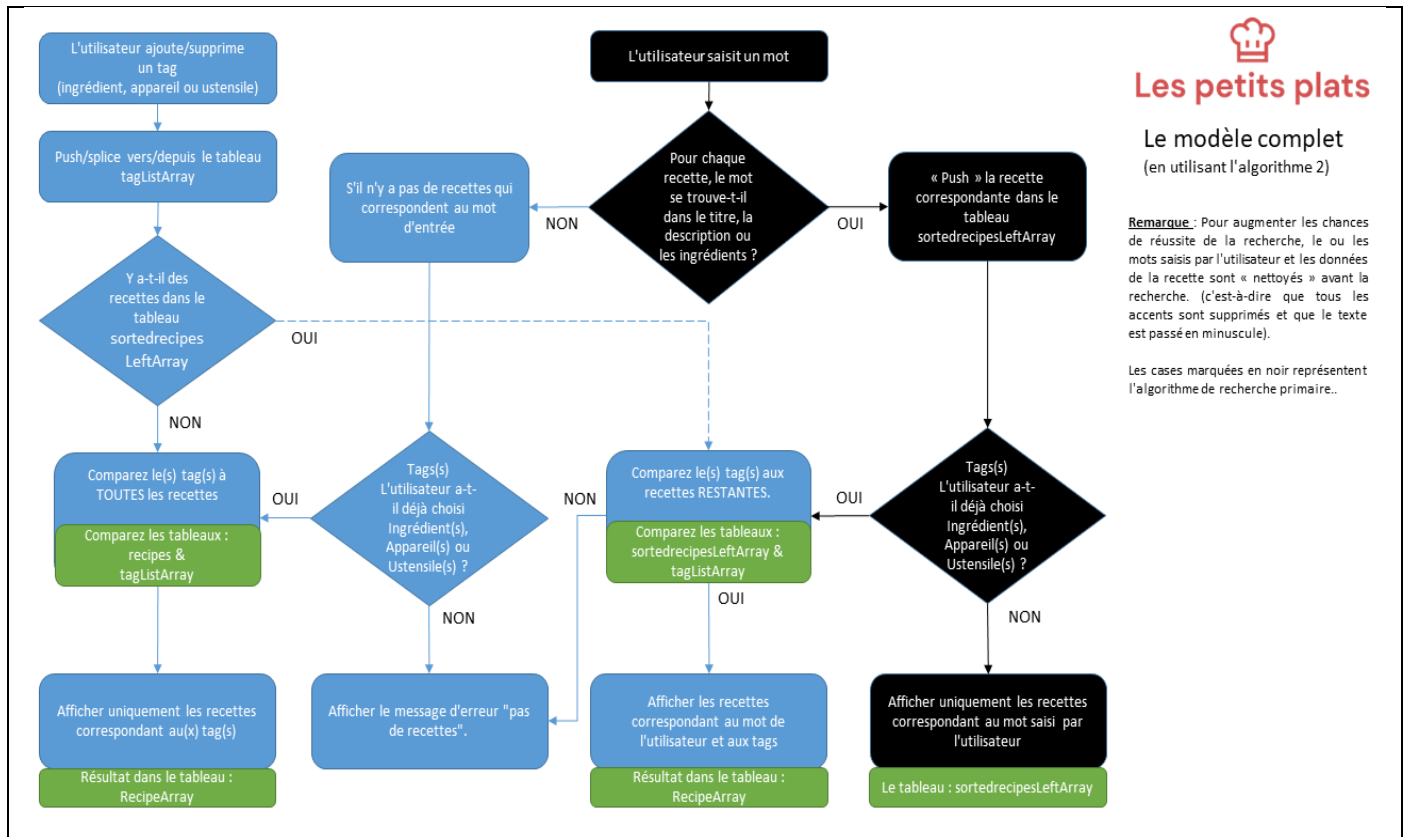 L'utilisateur ajoute/supprime
un tag
(ingrédient, appareil ou ustensile)
Push/splice vers/depuis le tableau
tagListArray
Y a-t-il des
recettes dans le
tableau
sortedrecipes
LeftArray
OUI
NON
Comparez le(s) tag(s) à
TOUTES les recettes
Comparez les tableaux :
recipes &
tagListArray
Afficher uniquement les recettes
correspondant au(x) tag(s)
Résultat dans le tableau :
RecipeArray
L'utilisateur saisit un mot
Pour chaque
recette, le mot
se trouve-t-il
dans le titre, la
description ou
les ingrédients ?
NON
OUI
S'il n'y a pas de recettes qui
correspondent au mot
d'entrée
Tags(s)
L'utilisateur a-t-
il déjà choisi
Ingrédient(s),
Appareil(s) ou
Ustensile(s) ?
OUI
NON
Afficher le message d'erreur "pas
de recettes".
« Push » la recette
correspondante dans le
tableau
sortedrecipesLeftArray
Tags(s)
L'utilisateur a-t-
il déjà choisi
Ingrédient(s),
Appareil(s) ou
Ustensile(s) ?
OUI
NON
Comparez le(s) tag(s) aux
recettes RESTANTES.
Comparez les tableaux :
sortedrecipesLeftArray &
tagListArray
NON
OUI
Afficher les recettes
correspondant au mot de
l'utilisateur et aux tags
Résultat dans le tableau :
RecipeArray
Afficher uniquement les recettes
correspondant au mot saisi par
l'utilisateur
Le tableau : sortedrecipesLeftArray
Les petits plats
Le modèle complet
(en utilisant l'algorithme 2)
Remarque : Pour augmenter les chances
de réussite de la recherche, le ou les
mots saisis par l'utilisateur et les données
de la recette sont « nettoyés » avant la
recherche. (c'est-à-dire que tous les
accents sont supprimés et que le texte
est passé en minuscule).
Les cases marquées en noir représentent
l'algorithme de recherche primaire..